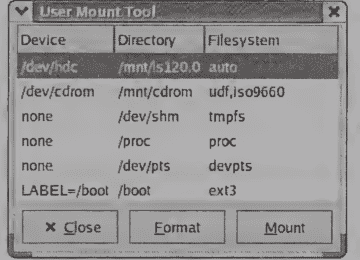 User Mount Tool
Device Directory Filesystem
/dev/hdc /mnt/ls120.0 auto
/dev/cdrom /mnt/cdrom udf,iso9660
none /dev/shm tmpfs
none /proc proc
none /dev/pts devpts
LABEL=/boot /boot ext3
Close Format Mount